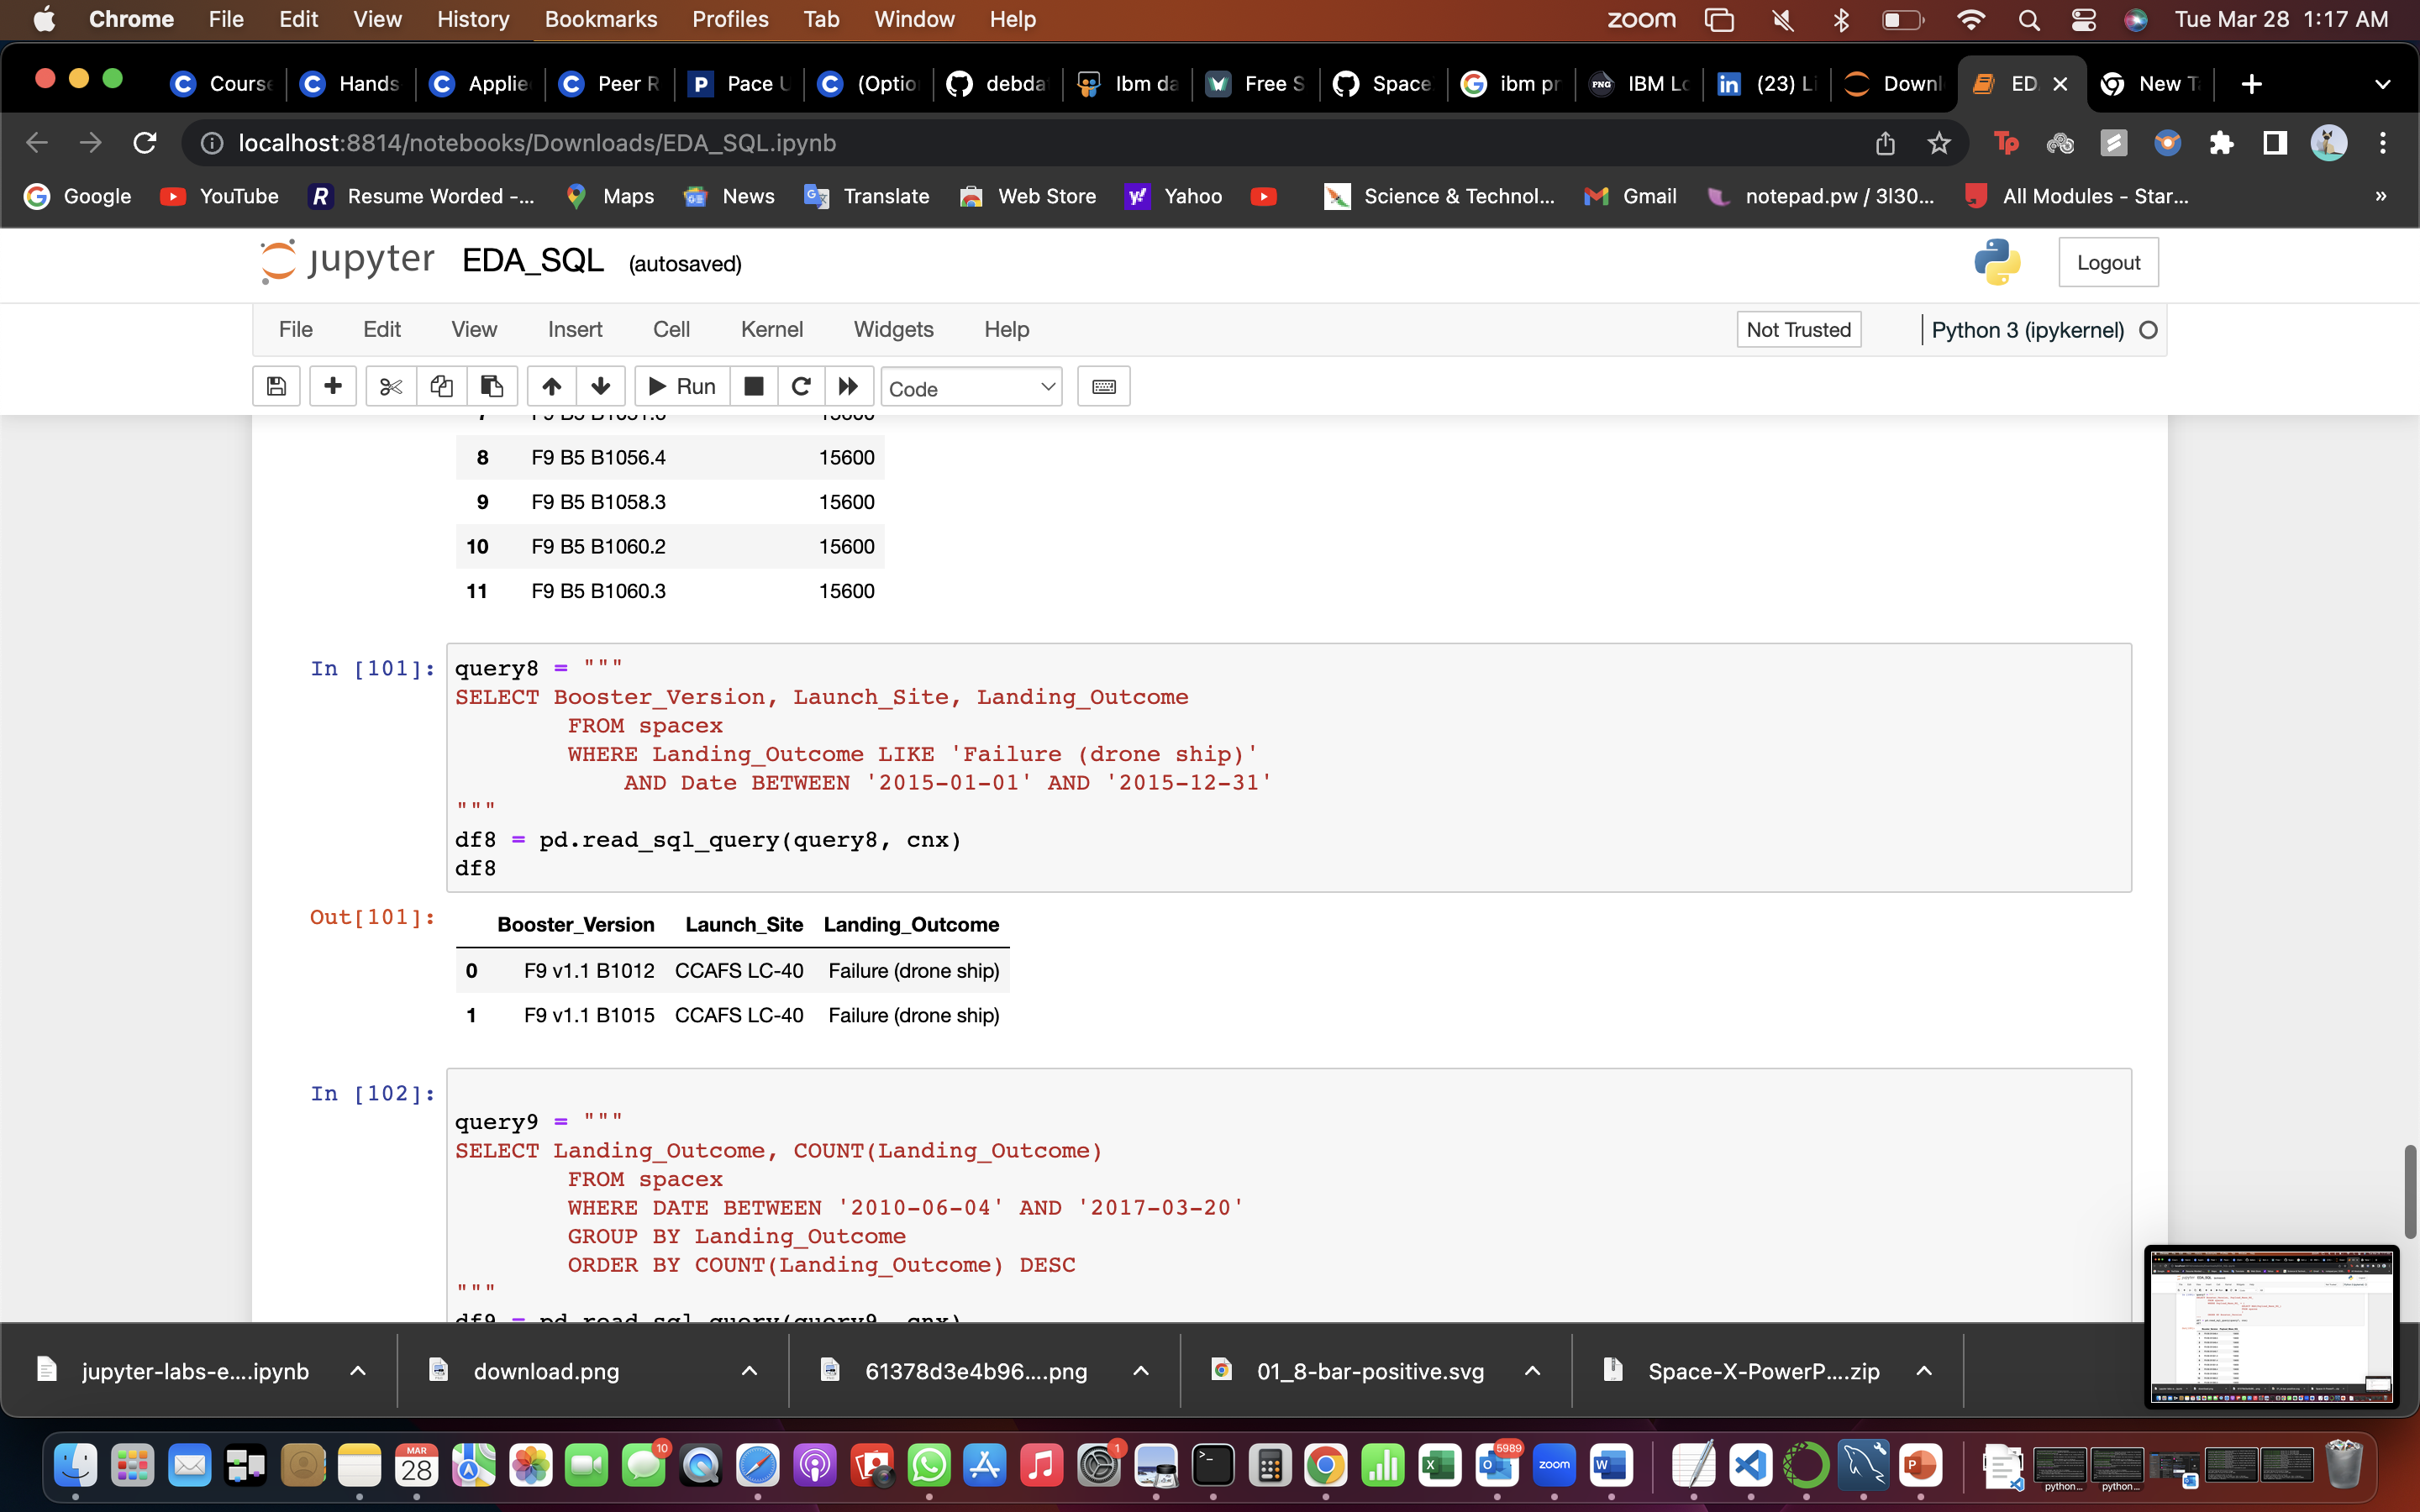 Chrome File Edit View History Bookmarks Profiles Tab Window Help zoom Tue Mar 28 1:17 AM
Course Hands Applie Peer R Pace U (Optio debda Ibm da Free S Space ibm pr IBM Lo (23) Li Downl ED New T
localhost:8814/notebooks/Downloads/EDA_SQL.ipynb
Google YouTube Resume Worded -... Maps News Translate Web Store Yahoo Science & Technol... Gmail notepad.pw / 3l30... All Modules - Star... »
jupyter EDA_SQL (autosaved) Logout
File Edit View Insert Cell Kernel Widgets Help Not Trusted Python 3 (ipykernel)
Run Code
8 F9 B5 B1056.4 15600
9 F9 B5 B1058.3 15600
10 F9 B5 B1060.2 15600
11 F9 B5 B1060.3 15600
In [101]: query8 = """
SELECT Booster_Version, Launch_Site, Landing_Outcome
FROM spacex
WHERE Landing_Outcome LIKE 'Failure (drone ship)'
AND Date BETWEEN '2015-01-01' AND '2015-12-31'
"""
df8 = pd.read_sql_query(query8, cnx)
df8
Out[101]:
Booster_Version Launch_Site Landing_Outcome
0 F9 v1.1 B1012 CCAFS LC-40 Failure (drone ship)
1 F9 v1.1 B1015 CCAFS LC-40 Failure (drone ship)
In [102]:
query9 = """
SELECT Landing_Outcome, COUNT(Landing_Outcome)
FROM spacex
WHERE DATE BETWEEN '2010-06-04' AND '2017-03-20'
GROUP BY Landing_Outcome
ORDER BY COUNT(Landing_Outcome) DESC
"""
df9 = pd.read_sql_query(query9, cnx)
jupyter-labs-e....ipynb download.png 61378d3e4b96....png 01_8-bar-positive.svg Space-X-PowerP....zip
MAR 28 10 1 5989 zoom python... python...